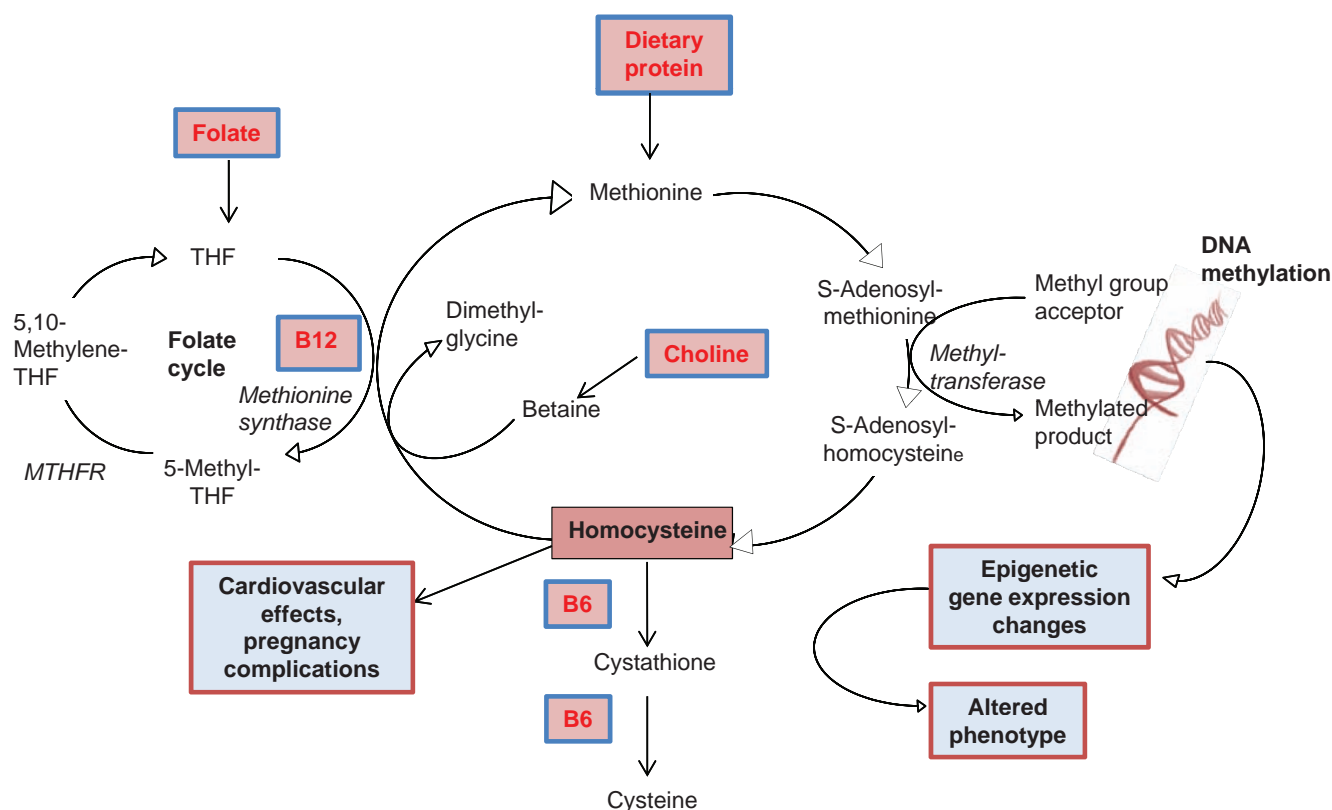 Dietary
protein
Folate
Methionine
THF
DNA
methylation
S-Adenosyl-
methionine
Methyl group
acceptor
Dimethyl-
glycine
5,10-
Methylene-
THF
Folate
cycle
B12
Choline
Methyl-
transferase
Methionine
synthase
Betaine
Methylated
product
S-Adenosyl-
homocysteine
MTHFR
5-Methyl-
THF
Homocysteine
Cardiovascular
effects,
pregnancy
complications
B6
Epigenetic
gene expression
changes
Cystathione
B6
Altered
phenotype
Cysteine